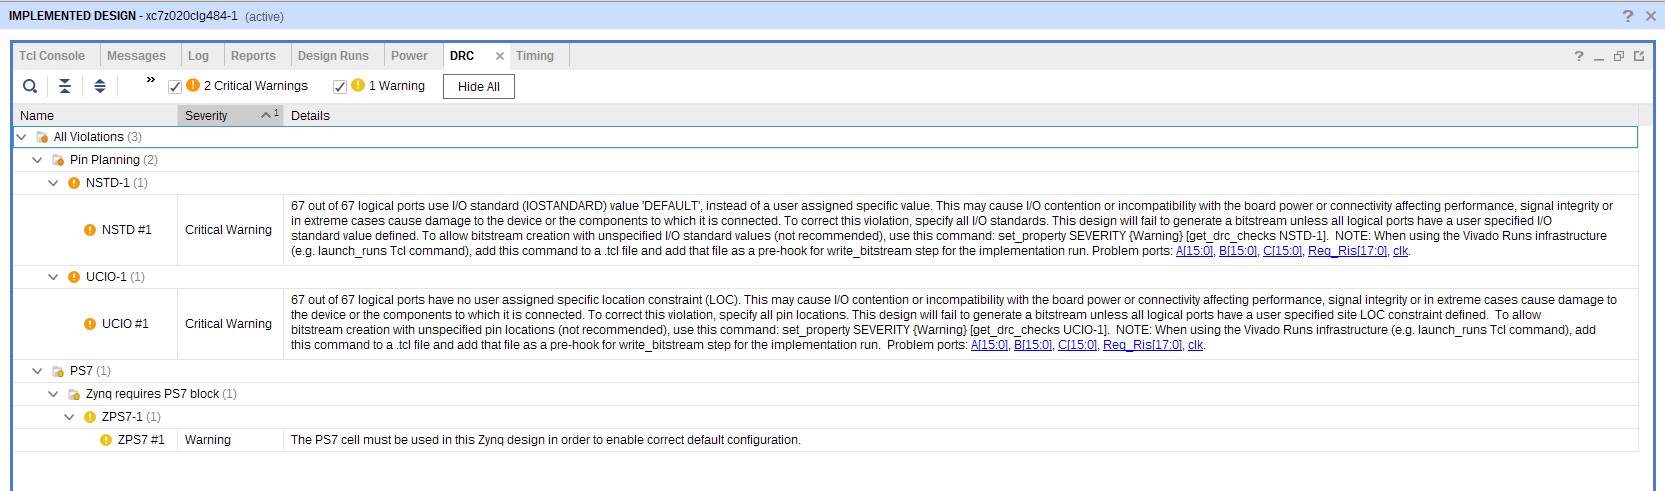 IMPLEMENTED DESIGN - xc7z020clg484-1 (active)
Tcl Console Messages Log Reports Design Runs Power DRC Timing
2 Critical Warnings 1 Warning Hide All
Name Severity 1 Details
All Violations (3)
Pin Planning (2)
NSTD-1 (1)
67 out of 67 logical ports use I/O standard (IOSTANDARD) value 'DEFAULT', instead of a user assigned specific value. This may cause I/O contention or incompatibility with the board power or connectivity affecting performance, signal integrity or
in extreme cases cause damage to the device or the components to which it is connected. To correct this violation, specify all I/O standards. This design will fail to generate a bitstream unless all logical ports have a user specified I/O
NSTD #1 Critical Warning standard value defined. To allow bitstream creation with unspecified I/O standard values (not recommended), use this command: set_property SEVERITY {Warning} [get_drc_checks NSTD-1].  NOTE: When using the Vivado Runs infrastructure
(e.g. launch_runs Tcl command), add this command to a .tcl file and add that file as a pre-hook for write_bitstream step for the implementation run. Problem ports: A[15:0], B[15:0], C[15:0], Req_Ris[17:0], clk.
UCIO-1 (1)
67 out of 67 logical ports have no user assigned specific location constraint (LOC). This may cause I/O contention or incompatibility with the board power or connectivity affecting performance, signal integrity or in extreme cases cause damage to
the device or the components to which it is connected. To correct this violation, specify all pin locations. This design will fail to generate a bitstream unless all logical ports have a user specified site LOC constraint defined.  To allow
UCIO #1 Critical Warning bitstream creation with unspecified pin locations (not recommended), use this command: set_property SEVERITY {Warning} [get_drc_checks UCIO-1].  NOTE: When using the Vivado Runs infrastructure (e.g. launch_runs Tcl command), add
this command to a .tcl file and add that file as a pre-hook for write_bitstream step for the implementation run.  Problem ports: A[15:0], B[15:0], C[15:0], Req_Ris[17:0], clk.
PS7 (1)
Zynq requires PS7 block (1)
ZPS7-1 (1)
ZPS7 #1 Warning The PS7 cell must be used in this Zynq design in order to enable correct default configuration.